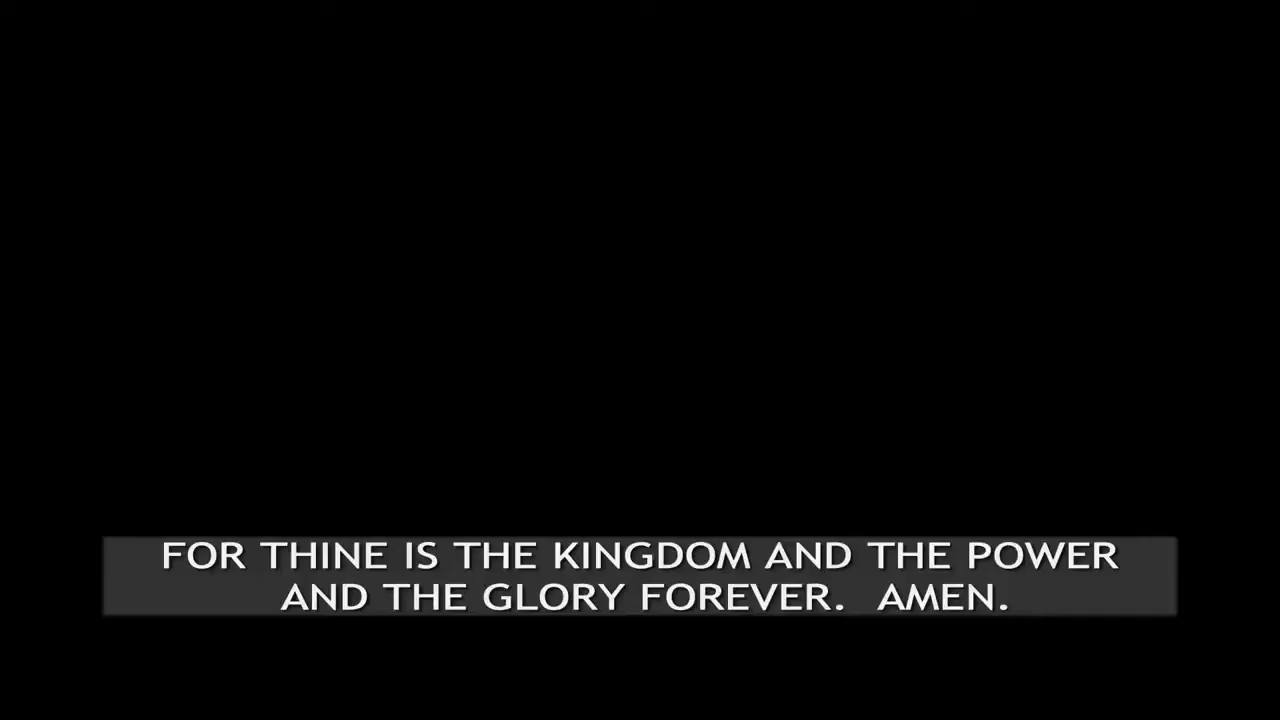 FOR THINE IS THE KINGDOM AND THE POWER
AND THE GLORY FOREVER.  AMEN.